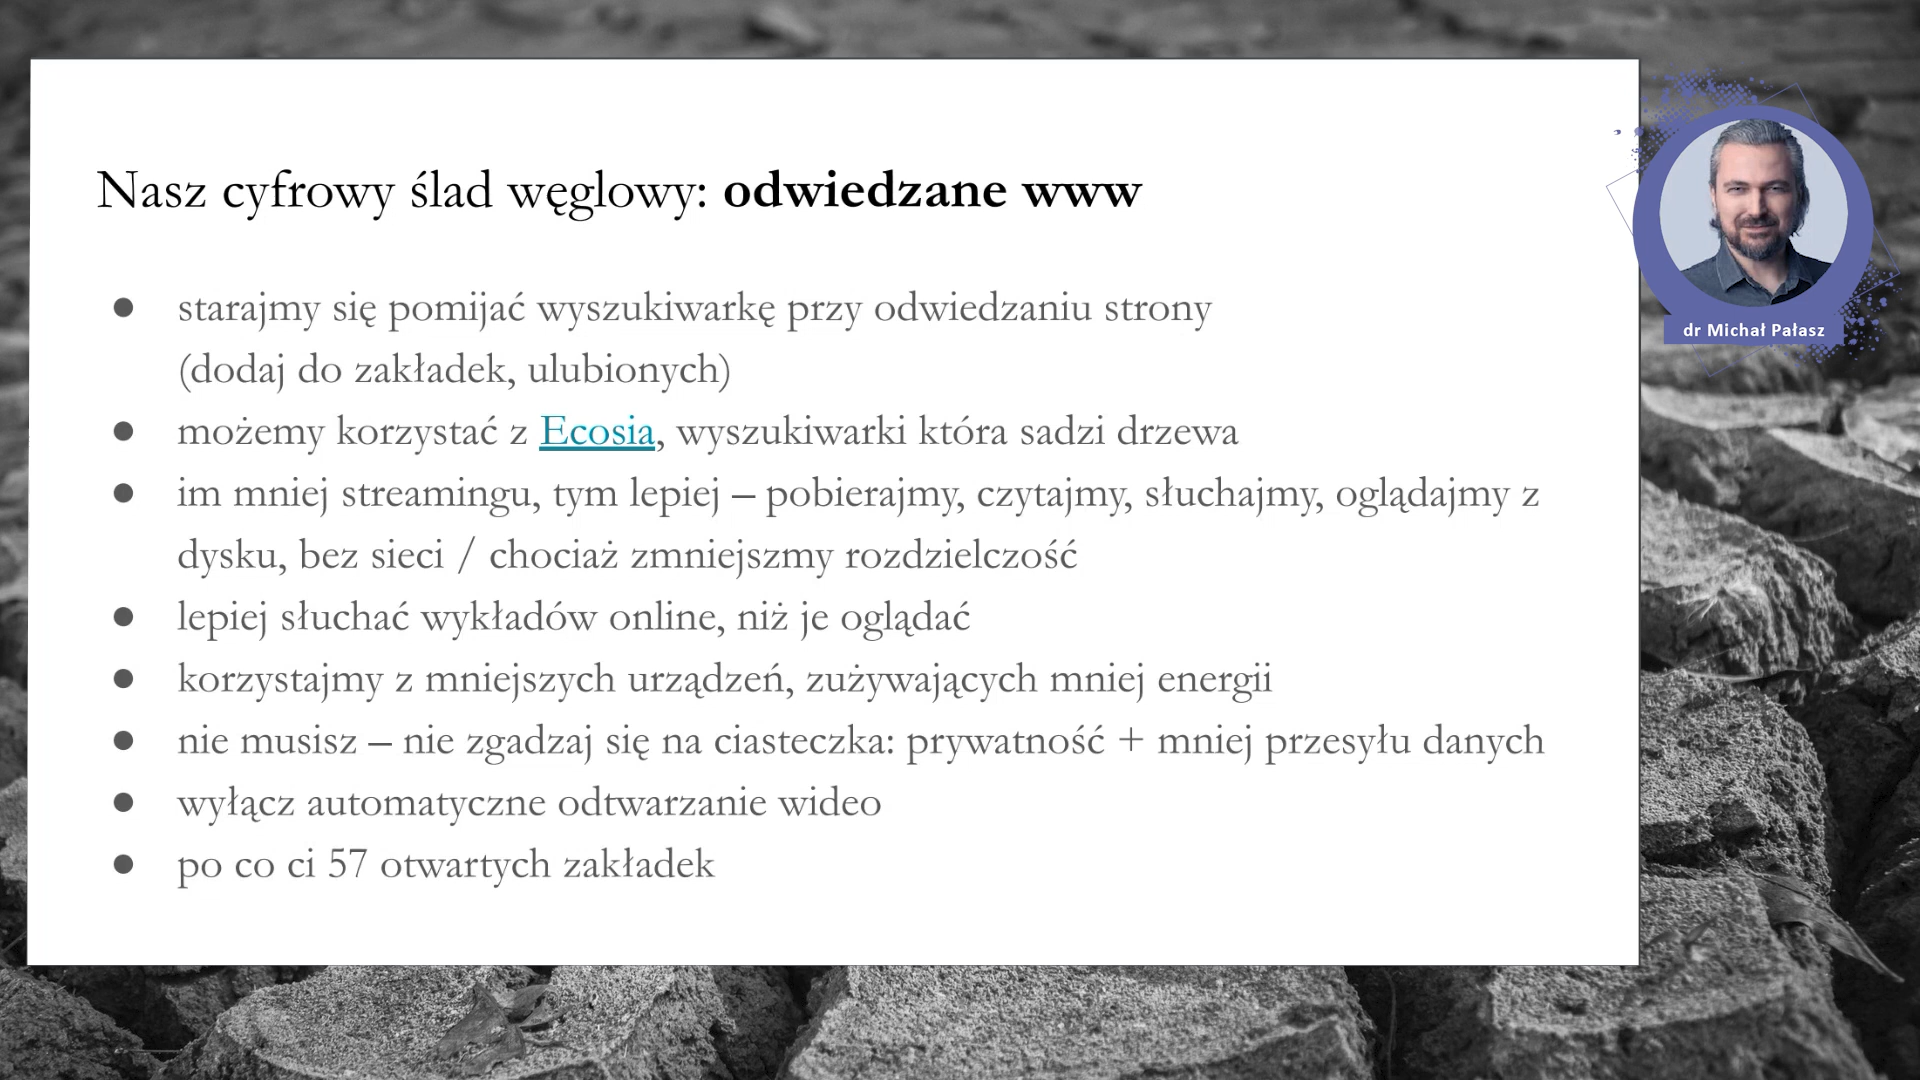 Nasz cyfrowy ślad węglowy: odwiedzane www
● starajmy się pomijać wyszukiwarkę przy odwiedzaniu strony
(dodaj do zakładek, ulubionych)
● możemy korzystać z Ecosia, wyszukiwarki która sadzi drzewa
● im mniej streamingu, tym lepiej – pobierajmy, czytajmy, słuchajmy, oglądajmy z
dysku, bez sieci / chociaż zmniejszmy rozdzielczość
● lepiej słuchać wykładów online, niż je oglądać
● korzystajmy z mniejszych urządzeń, zużywających mniej energii
● nie musisz – nie zgadzaj się na ciasteczka: prywatność + mniej przesyłu danych
● wyłącz automatyczne odtwarzanie wideo
● po co ci 57 otwartych zakładek
dr Michał Pałasz